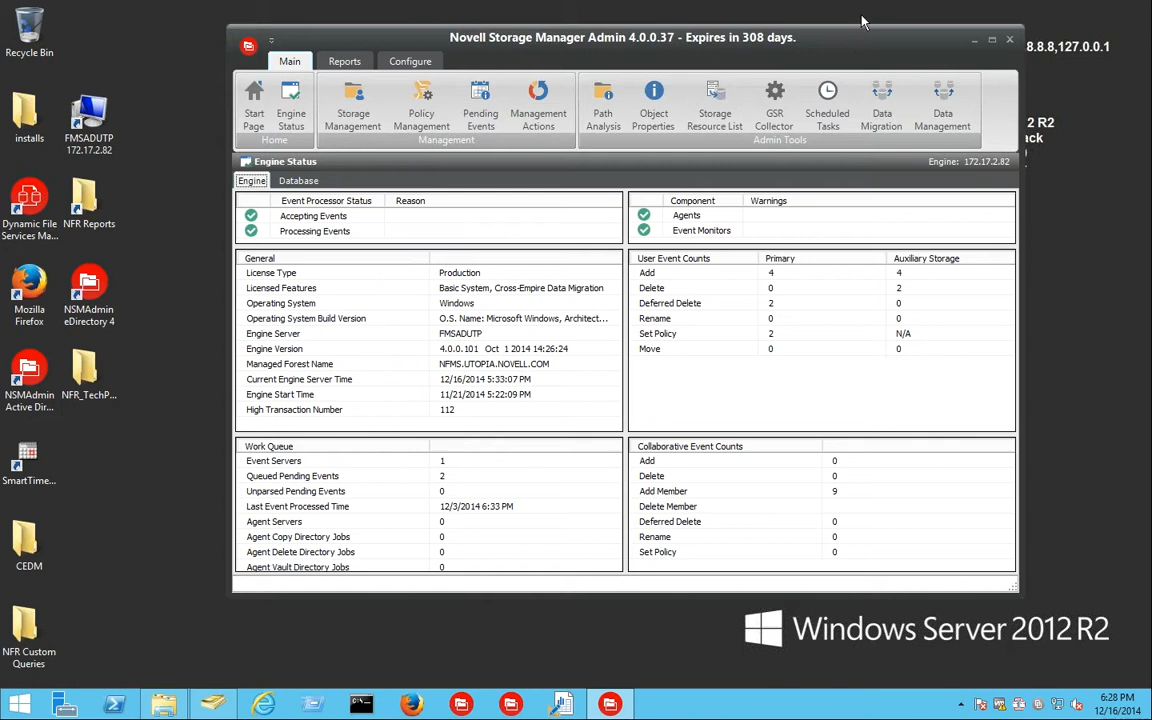 Recycle Bin
installs
FMSADUTP
172.17.2.82
Dynamic File
Services Ma...
NFR Reports
Mozilla
Firefox
NSMAdmin
eDirectory 4
NSMAdmin
Active Dir...
NFR_TechP...
SmartTime...
CEDM
NFR Custom
Queries
8.8.8,127.0.0.1
2 R2
ack
Novell Storage Manager Admin 4.0.0.37 - Expires in 308 days.
Main Reports Configure
Start Page
Engine Status
Storage Management
Policy Management
Pending Events
Management Actions
Path Analysis
Object Properties
Storage Resource List
GSR Collector
Scheduled Tasks
Data Migration
Data Management
Home Management Admin Tools
Engine Status Engine: 172.17.2.82
Engine Database
Event Processor Status Reason
Accepting Events
Processing Events
Component Warnings
Agents
Event Monitors
General
License Type Production
Licensed Features Basic System, Cross-Empire Data Migration
Operating System Windows
Operating System Build Version O.S. Name: Microsoft Windows, Architect...
Engine Server FMSADUTP
Engine Version 4.0.0.101 Oct 1 2014 14:26:24
Managed Forest Name NFMS.UTOPIA.NOVELL.COM
Current Engine Server Time 12/16/2014 5:33:07 PM
Engine Start Time 11/21/2014 5:22:09 PM
High Transaction Number 112
User Event Counts Primary Auxiliary Storage
Add 4 4
Delete 0 2
Deferred Delete 2 0
Rename 0 0
Set Policy 2 N/A
Move 0 0
Work Queue
Event Servers 1
Queued Pending Events 2
Unparsed Pending Events 0
Last Event Processed Time 12/3/2014 6:33 PM
Agent Servers 0
Agent Copy Directory Jobs 0
Agent Delete Directory Jobs 0
Agent Vault Directory Jobs 0
Collaborative Event Counts
Add 0
Delete 0
Add Member 9
Delete Member
Deferred Delete 0
Rename 0
Set Policy 0
Windows Server 2012 R2
6:28 PM
12/16/2014